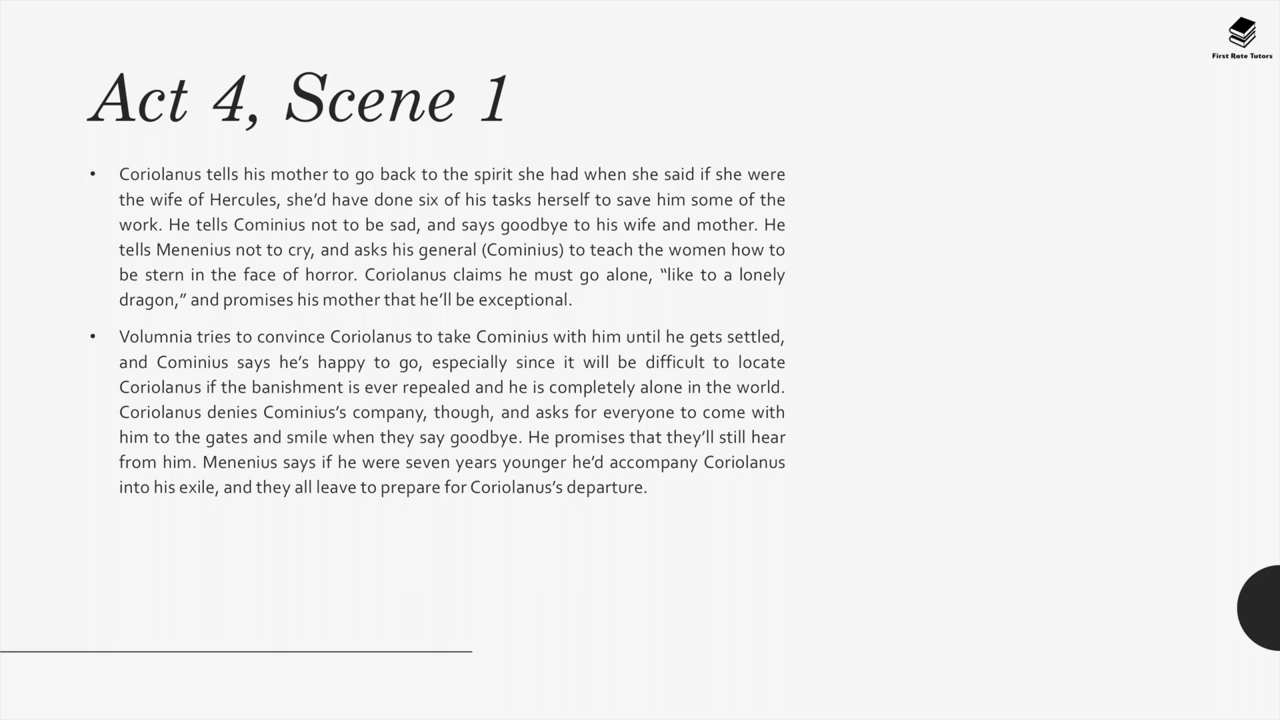 First Rate Tutors
Act 4, Scene 1
• Coriolanus tells his mother to go back to the spirit she had when she said if she were
the wife of Hercules, she’d have done six of his tasks herself to save him some of the
work. He tells Cominius not to be sad, and says goodbye to his wife and mother. He
tells Menenius not to cry, and asks his general (Cominius) to teach the women how to
be stern in the face of horror. Coriolanus claims he must go alone, “like to a lonely
dragon,” and promises his mother that he’ll be exceptional.
• Volumnia tries to convince Coriolanus to take Cominius with him until he gets settled,
and Cominius says he’s happy to go, especially since it will be difficult to locate
Coriolanus if the banishment is ever repealed and he is completely alone in the world.
Coriolanus denies Cominius’s company, though, and asks for everyone to come with
him to the gates and smile when they say goodbye. He promises that they’ll still hear
from him. Menenius says if he were seven years younger he’d accompany Coriolanus
into his exile, and they all leave to prepare for Coriolanus’s departure.